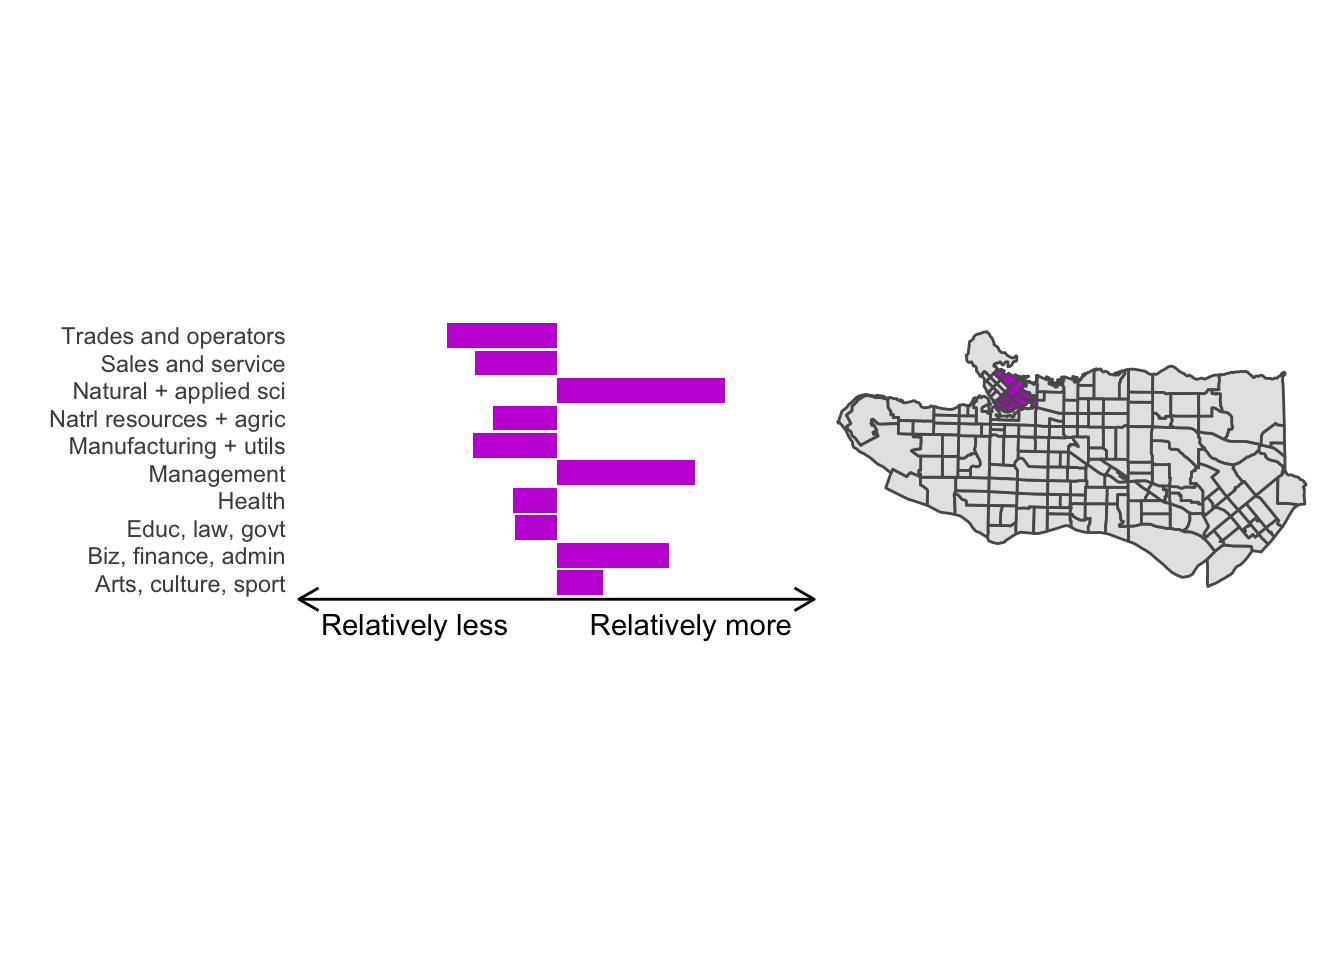 Trades and operators
Sales and service
Natural + applied sci
Natrl resources + agric
Manufacturing + utils
Management
Health
Educ, law, govt
Biz, finance, admin
Arts, culture, sport
Relatively less
Relatively more